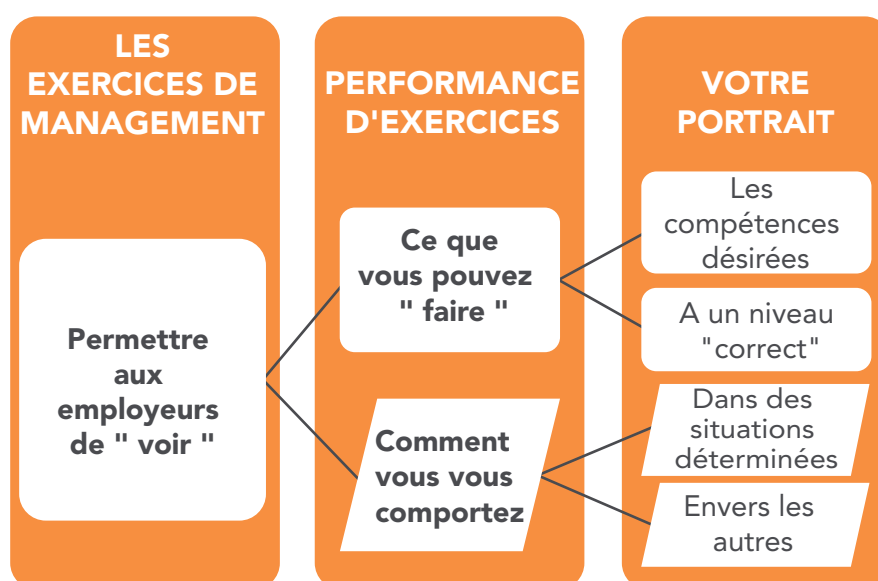 LES
EXERCICES DE
MANAGEMENT
Permettre
aux
employeurs
de " voir "
PERFORMANCE
D'EXERCICES
Ce que
vous pouvez
" faire "
Comment
vous vous
comportez
VOTRE
PORTRAIT
Les
compétences
désirées
A un niveau
"correct"
Dans des
situations
déterminées
Envers les
autres